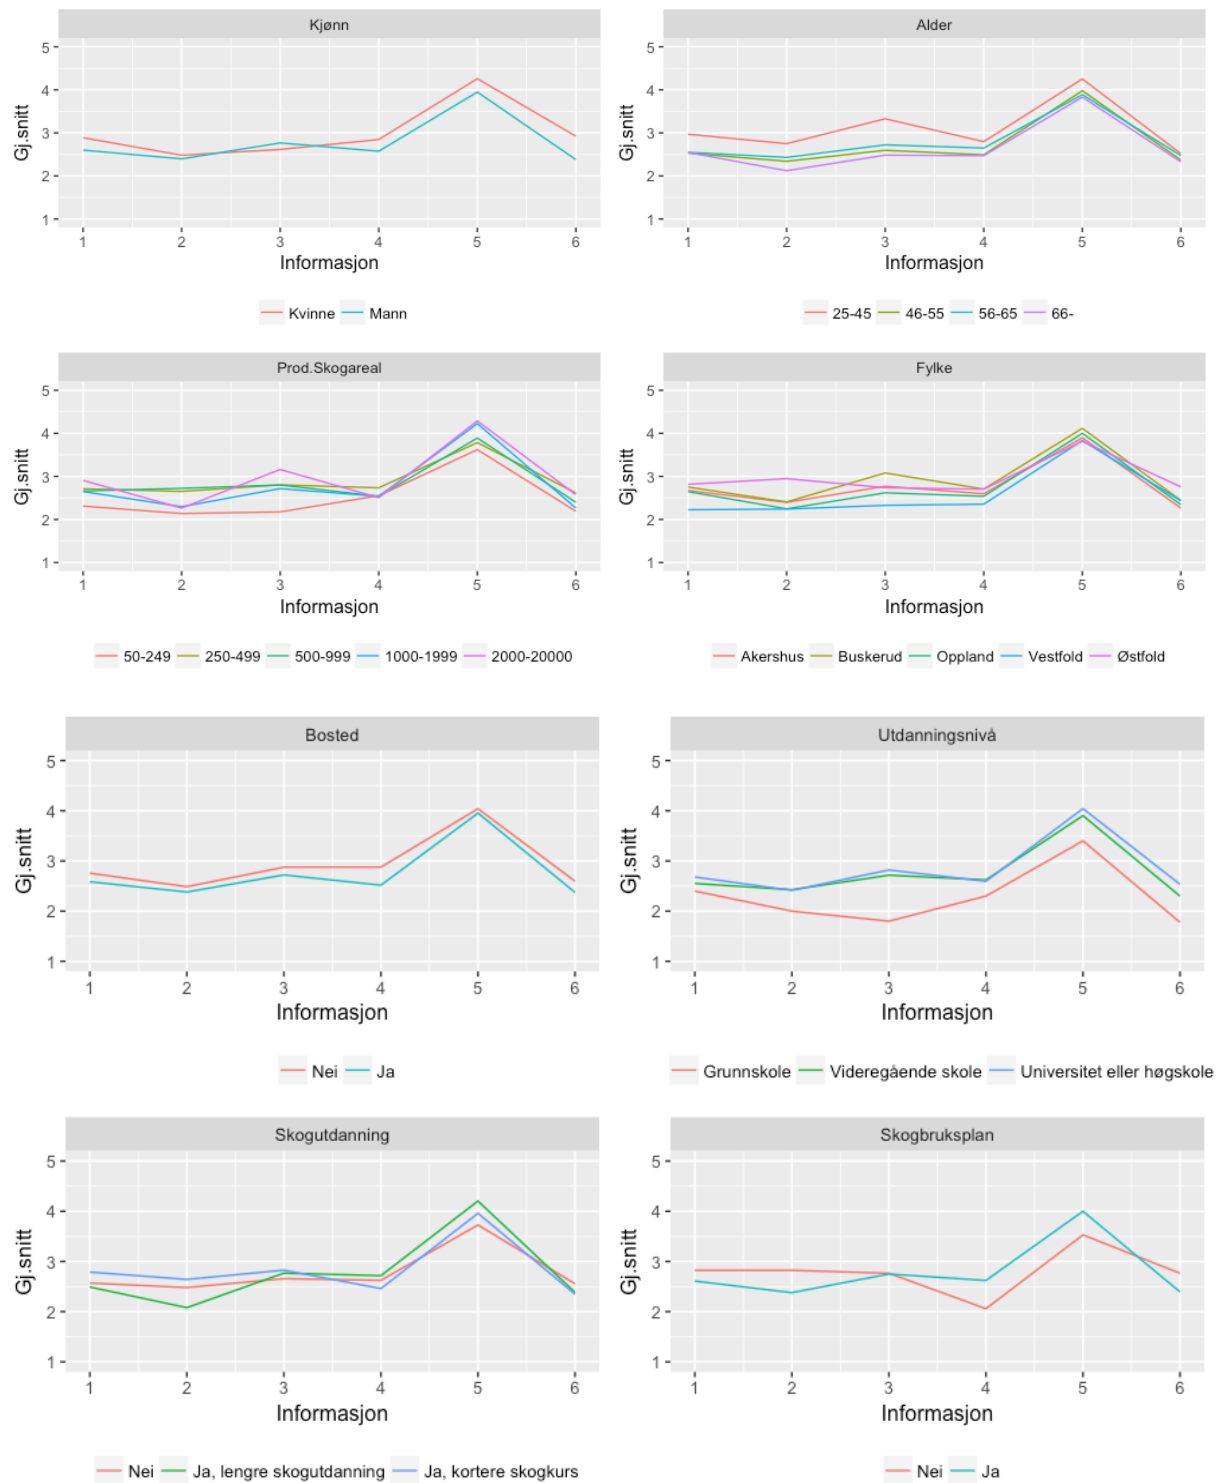 Kjønn
5
4
3
2
1
Gj.snitt
1 2 3 4 5 6
Informasjon
Kvinne Mann
Alder
5
4
3
2
1
Gj.snitt
1 2 3 4 5 6
Informasjon
25-45 46-55 56-65 66-
Prod.Skogareal
5
4
3
2
1
Gj.snitt
1 2 3 4 5 6
Informasjon
50-249 250-499 500-999 1000-1999 2000-20000
Fylke
5
4
3
2
1
Gj.snitt
1 2 3 4 5 6
Informasjon
Akershus Buskerud Oppland Vestfold Østfold
Bosted
5
4
3
2
1
Gj.snitt
1 2 3 4 5 6
Informasjon
Nei Ja
Utdanningsnivå
5
4
3
2
1
Gj.snitt
1 2 3 4 5 6
Informasjon
Grunnskole Videregående skole Universitet eller høgskole
Skogutdanning
5
4
3
2
1
Gj.snitt
1 2 3 4 5 6
Informasjon
Nei Ja, lengre skogutdanning Ja, kortere skogkurs
Skogbruksplan
5
4
3
2
1
Gj.snitt
1 2 3 4 5 6
Informasjon
Nei Ja